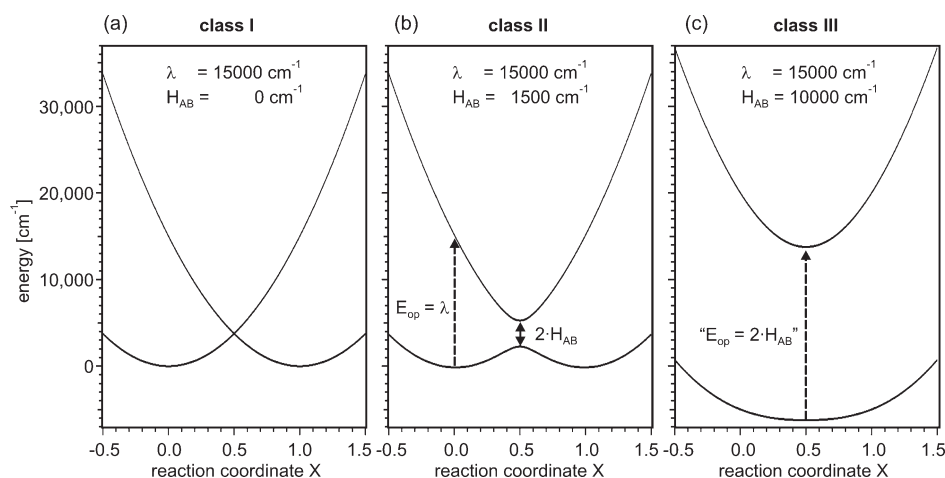 (a) class I
(b) class II
(c) class III
λ = 15000 cm⁻¹
H_AB = 0 cm⁻¹
λ = 15000 cm⁻¹
H_AB = 1500 cm⁻¹
λ = 15000 cm⁻¹
H_AB = 10000 cm⁻¹
energy [cm⁻¹]
30,000
20,000
10,000
0
E_op = λ
2·H_AB
“E_op = 2·H_AB”
-0.5 0.0 0.5 1.0 1.5
-0.5 0.0 0.5 1.0 1.5
-0.5 0.0 0.5 1.0 1.5
reaction coordinate X
reaction coordinate X
reaction coordinate X